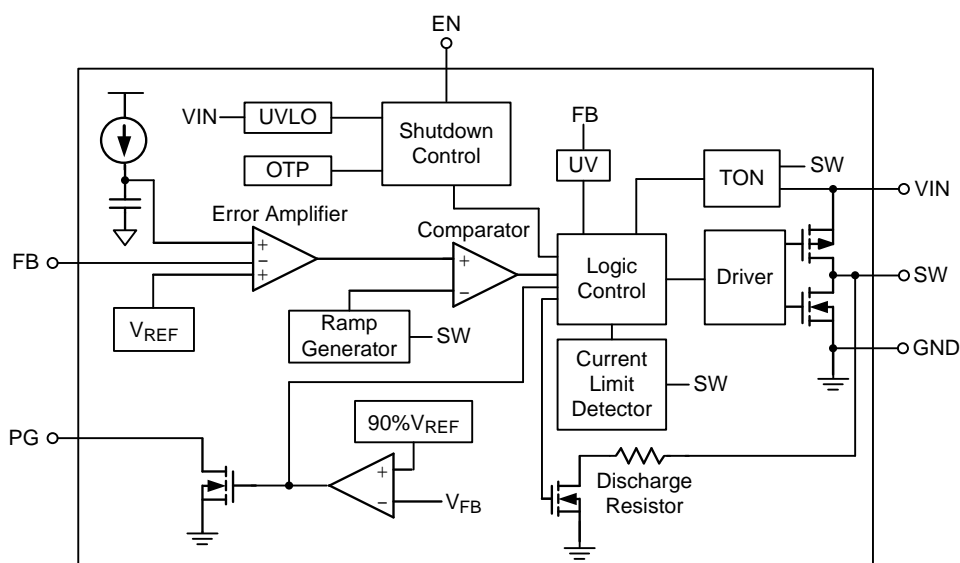 EN
VIN
UVLO
OTP
Shutdown
Control
FB
UV
TON
SW
VIN
Error Amplifier
Comparator
+
−
+
+
−
FB
VREF
Ramp
Generator
SW
Logic
Control
Driver
SW
GND
Current
Limit
Detector
SW
PG
90%VREF
+
−
VFB
Discharge
Resistor